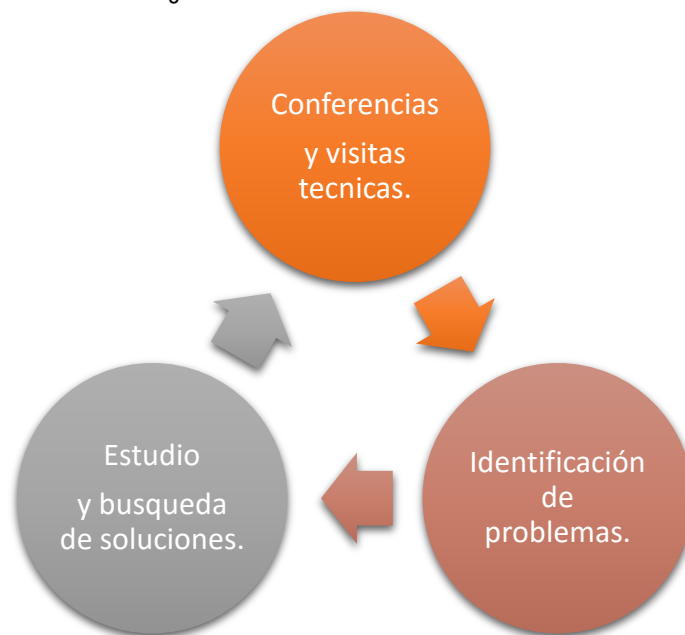 Conferencias
y visitas
tecnicas.
Identificación
de
problemas.
Estudio
y busqueda
de soluciones.